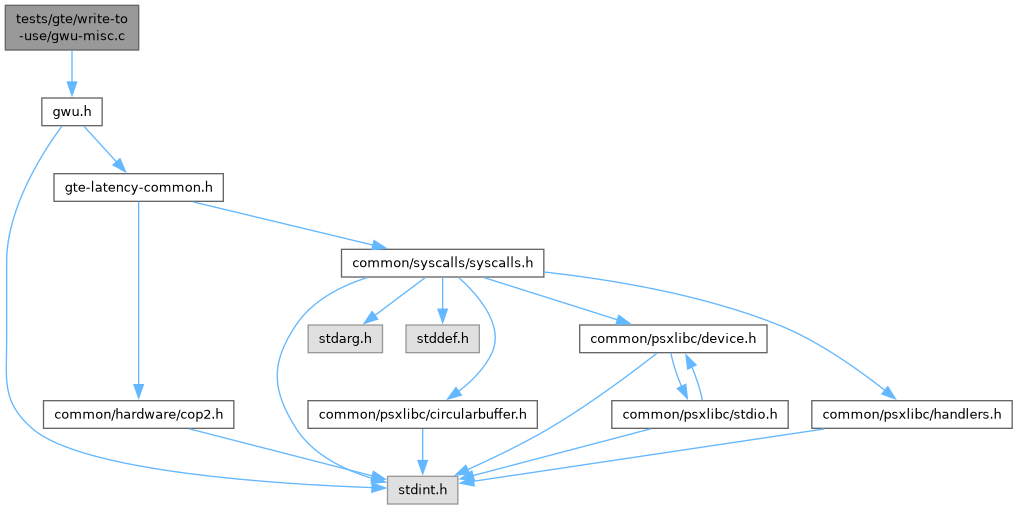 tests/gte/write-to
-use/gwu-misc.c
gwu.h
gte-latency-common.h
common/syscalls/syscalls.h
stdarg.h
stddef.h
common/psxlibc/device.h
common/hardware/cop2.h
common/psxlibc/circularbuffer.h
common/psxlibc/stdio.h
common/psxlibc/handlers.h
stdint.h